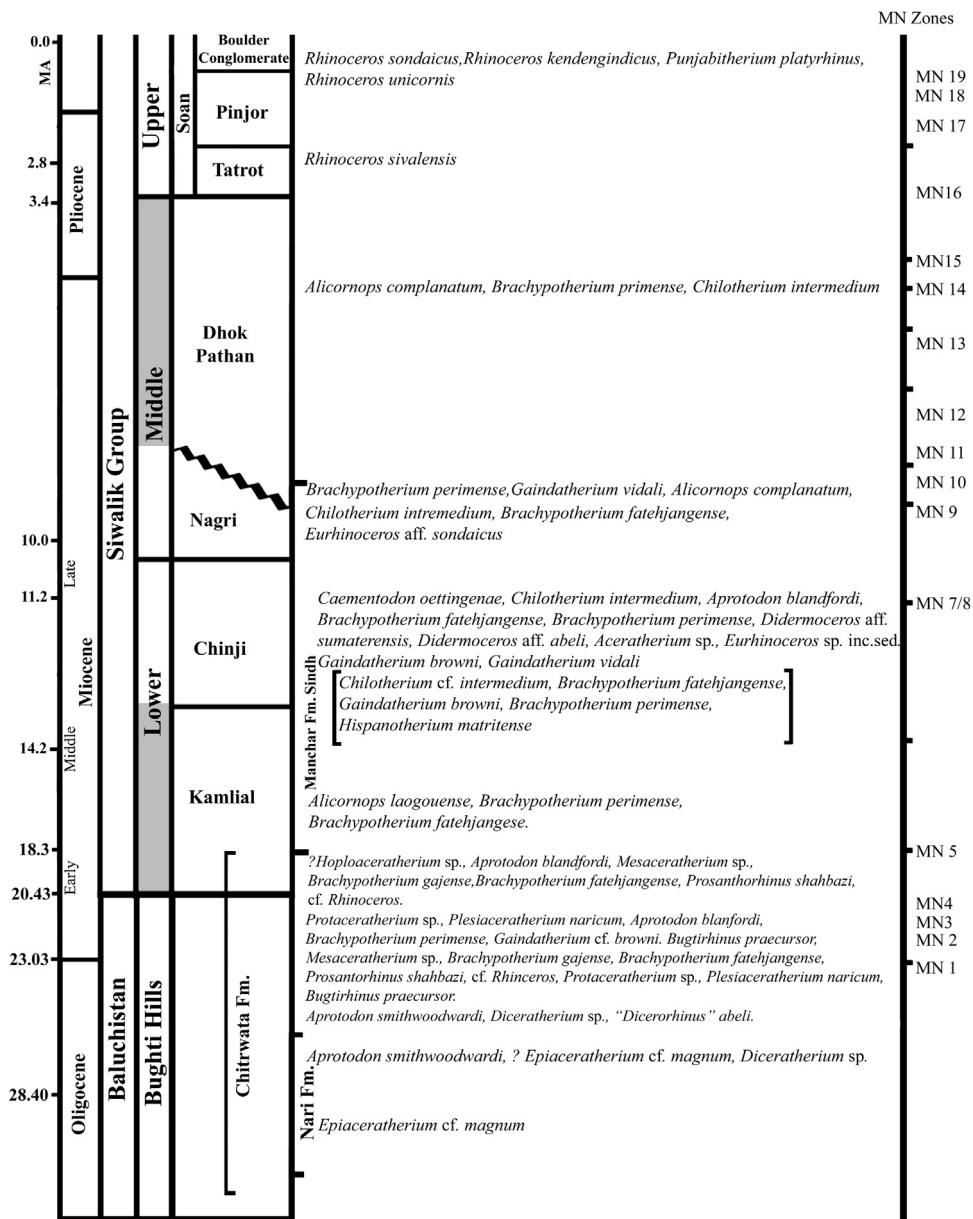 MN Zones
0.0
MA
2.8
3.4
10.0
11.2
14.2
18.3
20.43
23.03
28.40
Pliocene
Miocene
Late
Middle
Early
Oligocene
Siwalik Group
Baluchistan
Upper
Middle
Lower
Bughti Hills
Soan
Boulder
Conglomerate
Pinjor
Tatrot
Dhok
Pathan
Nagri
Chinji
Kamlial
Chitrwata Fm.
Manchar Fm. Sindh
Nari Fm.
Rhinoceros sondaicus,Rhinoceros kendengindicus, Punjabitherium platyrhinus,
Rhinoceros unicornis
Rhinoceros sivalensis
Alicornops complanatum, Brachypotherium primense, Chilotherium intermedium
Brachypotherium perimense,Gaindatherium vidali, Alicornops complanatum,
Chilotherium intremedium, Brachypotherium fatehjangense,
Eurhinoceros aff. sondaicus
Caementodon oettingenae, Chilotherium intermedium, Aprotodon blandfordi,
Brachypotherium fatehjangense, Brachypotherium perimense, Didermoceros aff.
sumaterensis, Didermoceros aff. abeli, Aceratherium sp., Eurhinoceros sp. inc.sed.
Gaindatherium browni, Gaindatherium vidali
Chilotherium cf. intermedium, Brachypotherium fatehjangense,
Gaindatherium browni, Brachypotherium perimense,
Hispanotherium matritense
Alicornops laogouense, Brachypotherium perimense,
Brachypotherium fatehjangese.
?Hoploaceratherium sp., Aprotodon blandfordi, Mesaceratherium sp.,
Brachypotherium gajense,Brachypotherium fatehjangense, Prosanthorhinus shahbazi,
cf. Rhinoceros.
Protaceratherium sp., Plesiaceratherium naricum, Aprotodon blanfordi,
Brachypotherium perimense, Gaindatherium cf. browni. Bugtirhinus praecursor,
Mesaceratherium sp., Brachypotherium gajense, Brachypotherium fatehjangense,
Prosantorhinus shahbazi, cf. Rhinceros, Protaceratherium sp., Plesiaceratherium naricum,
Bugtirhinus praecursor.
Aprotodon smithwoodwardi, Diceratherium sp., “Dicerorhinus” abeli.
Aprotodon smithwoodwardi, ? Epiaceratherium cf. magnum, Diceratherium sp.
Epiaceratherium cf. magnum
MN 19
MN 18
MN 17
MN16
MN15
MN 14
MN 13
MN 12
MN 11
MN 10
MN 9
MN 7/8
MN 5
MN4
MN3
MN 2
MN 1